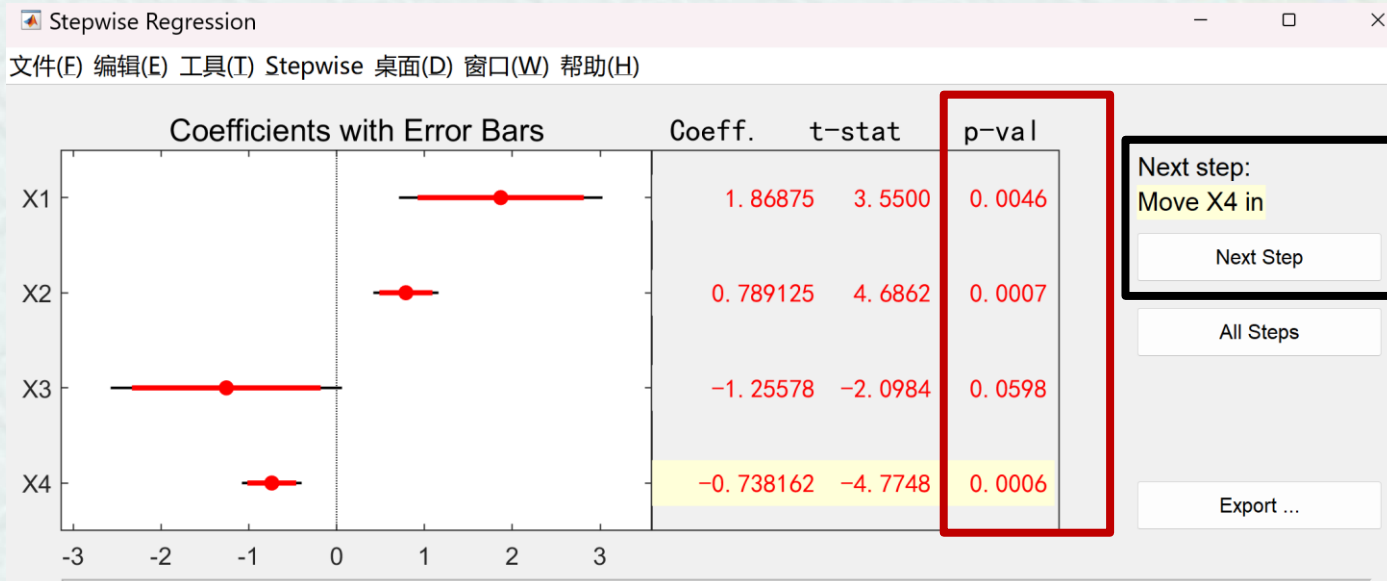 Stepwise Regression
文件(F) 编辑(E) 工具(T) Stepwise 桌面(D) 窗口(W) 帮助(H)
Coefficients with Error Bars
Coeff. t-stat p-val
X1 1.86875 3.5500 0.0046
X2 0.789125 4.6862 0.0007
X3 -1.25578 -2.0984 0.0598
X4 -0.738162 -4.7748 0.0006
-3 -2 -1 0 1 2 3
Next step:
Move X4 in
Next Step
All Steps
Export ...